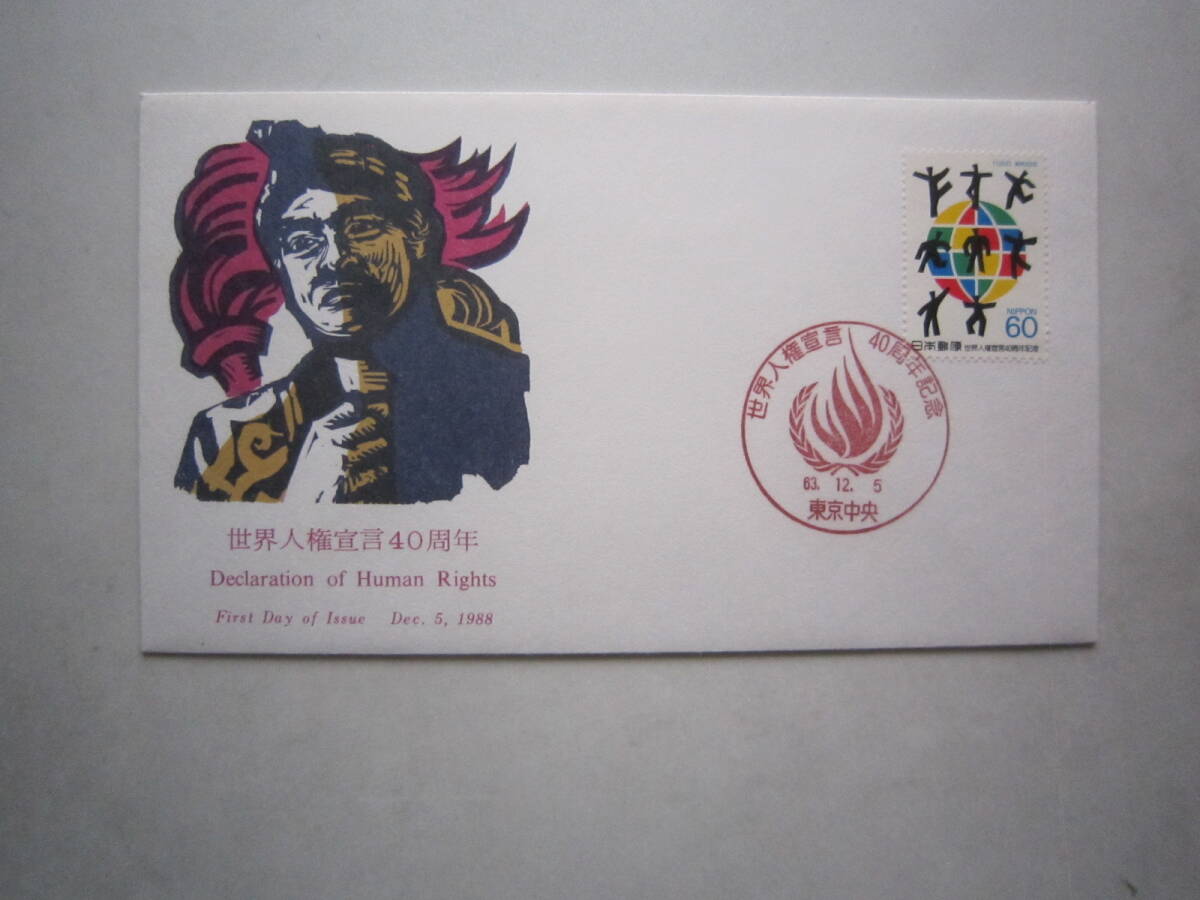 NIPPON
60
日本郵便 世界人権宣言40周年記念
世界人権宣言 40周年記念
63. 12. 5
東京中央
世界人権宣言40周年
Declaration of Human Rights
First Day of Issue Dec. 5, 1988